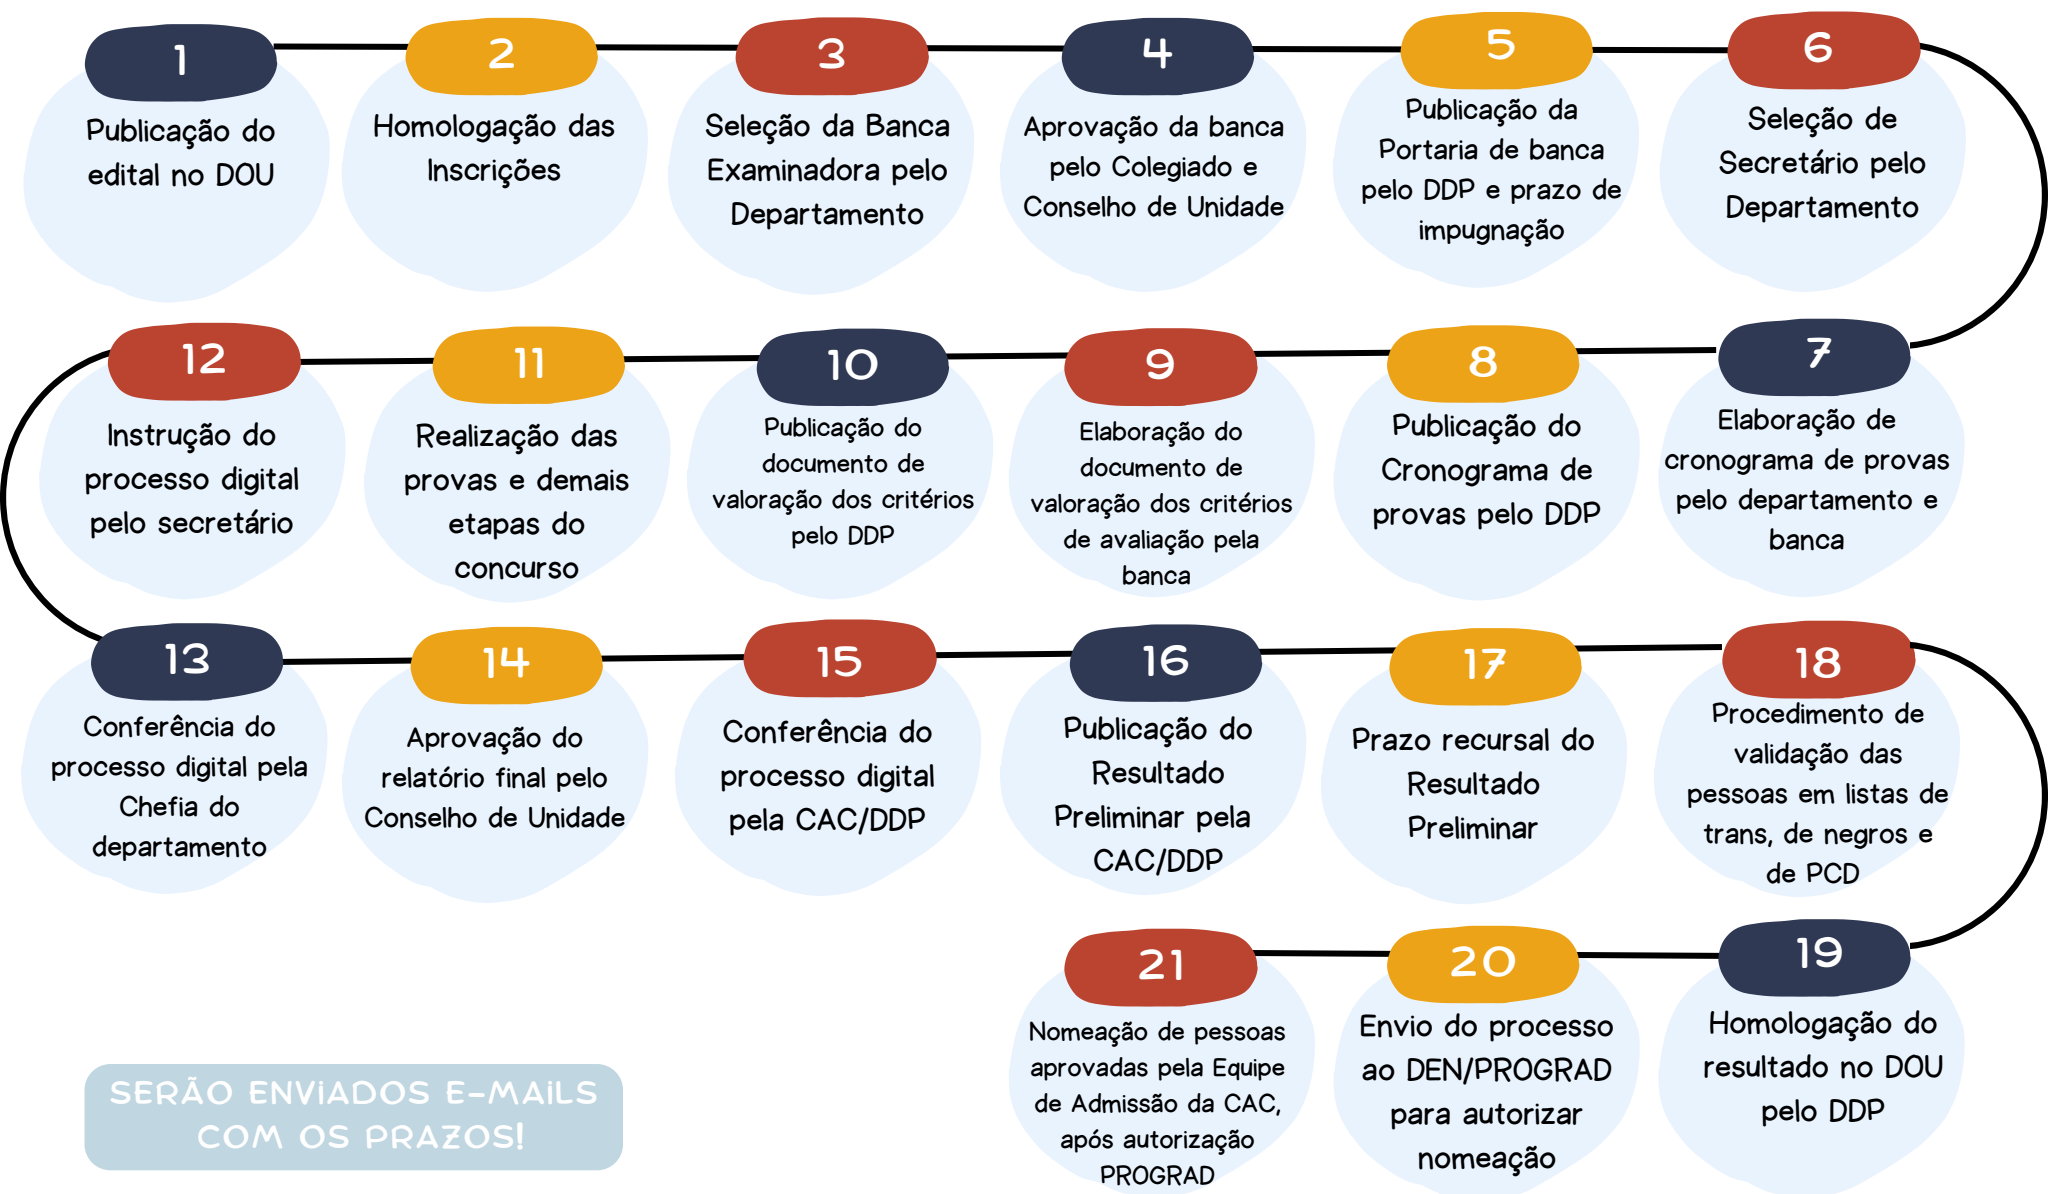 1
Publicação do
edital no DOU
2
Homologação das
Inscrições
3
Seleção da Banca
Examinadora pelo
Departamento
4
Aprovação da banca
pelo Colegiado e
Conselho de Unidade
5
Publicação da
Portaria de banca
pelo DDP e prazo de
impugnação
6
Seleção de
Secretário pelo
Departamento
7
Elaboração de
cronograma de provas
pelo departamento e
banca
8
Publicação do
Cronograma de
provas pelo DDP
9
Elaboração do
documento de
valoração dos critérios
de avaliação pela
banca
10
Publicação do
documento de
valoração dos critérios
pelo DDP
11
Realização das
provas e demais
etapas do
concurso
12
Instrução do
processo digital
pelo secretário
13
Conferência do
processo digital pela
Chefia do
departamento
14
Aprovação do
relatório final pelo
Conselho de Unidade
15
Conferência do
processo digital
pela CAC/DDP
16
Publicação do
Resultado
Preliminar pela
CAC/DDP
17
Prazo recursal do
Resultado
Preliminar
18
Procedimento de
validação das
pessoas em listas de
trans, de negros e
de PCD
19
Homologação do
resultado no DOU
pelo DDP
20
Envio do processo
ao DEN/PROGRAD
para autorizar
nomeação
21
Nomeação de pessoas
aprovadas pela Equipe
de Admissão da CAC,
após autorização
PROGRAD
SERÃO ENVIADOS E-MAILS
COM OS PRAZOS!